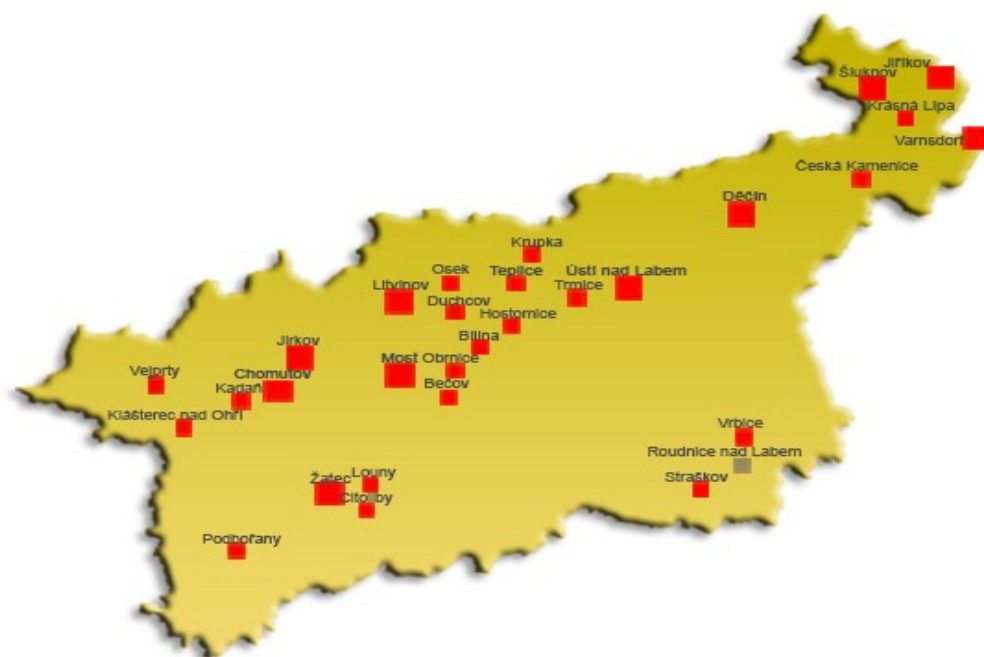 Jiříkov
Šluknov
Krásná Lípa
Varnsdorf
Česká Kamenice
Děčín
Krupka
Osek
Teplice
Ústí nad Labem
Litvínov
Trmice
Duchcov
Hostomice
Bílina
Jirkov
Most
Obrnice
Vejprty
Chomutov
Kadaň
Bečov
Klášterec nad Ohří
Vrbice
Roudnice nad Labem
Louny
Žatec
Straškov
Podbořany